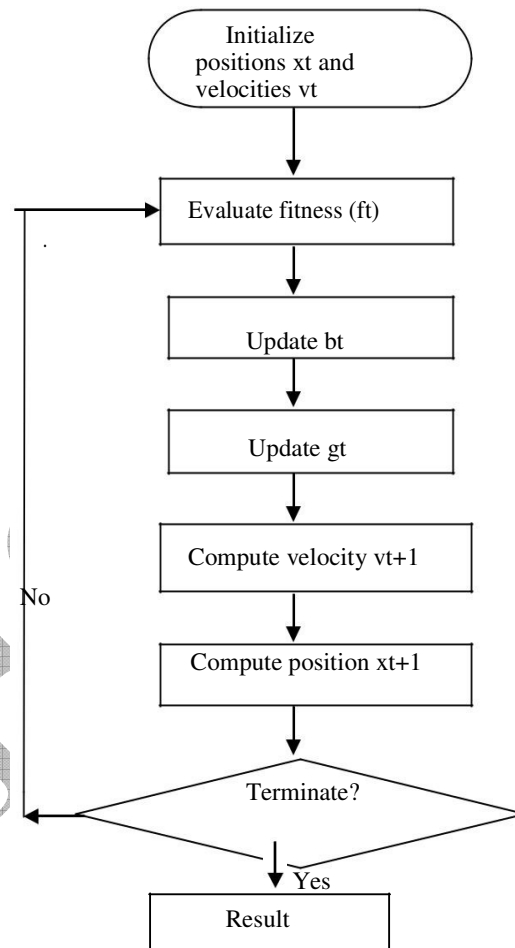 Initialize
positions xt and
velocities vt
Evaluate fitness (ft)
.
Update bt
Update gt
Compute velocity vt+1
No
Compute position xt+1
Terminate?
Yes
Result